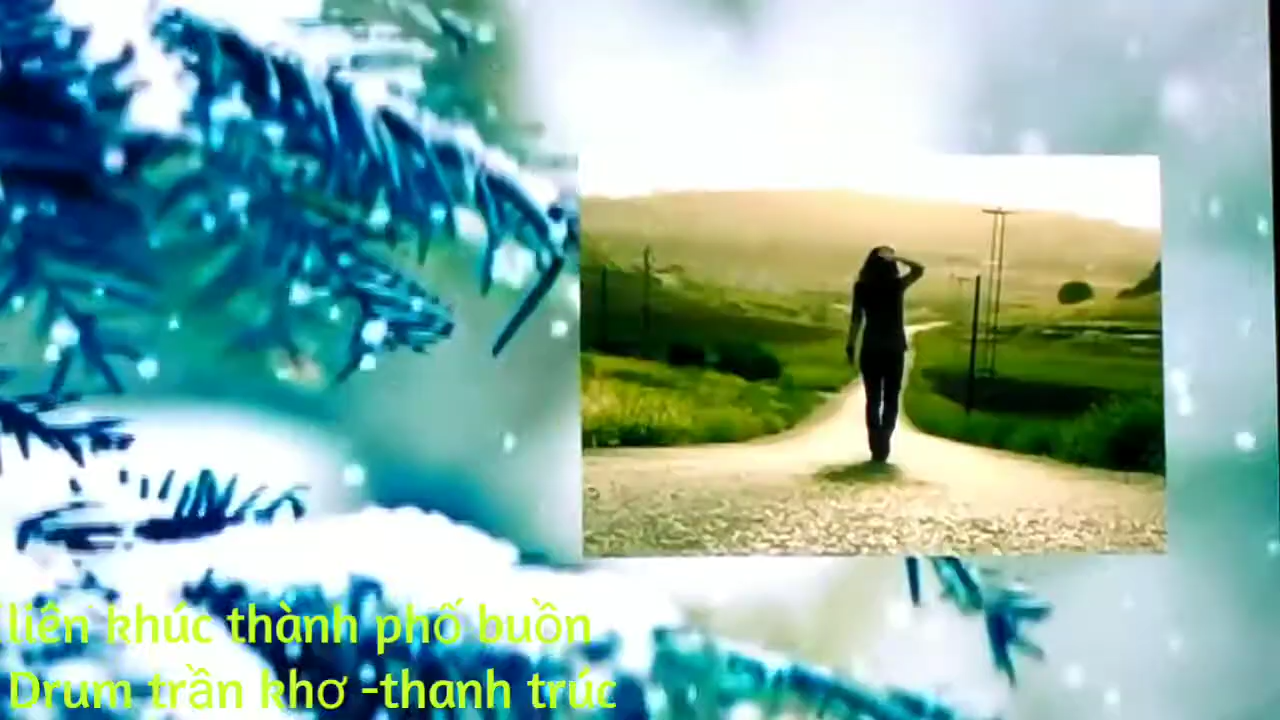 liên khúc thành phố buồn
Drum trần khơ -thanh trúc